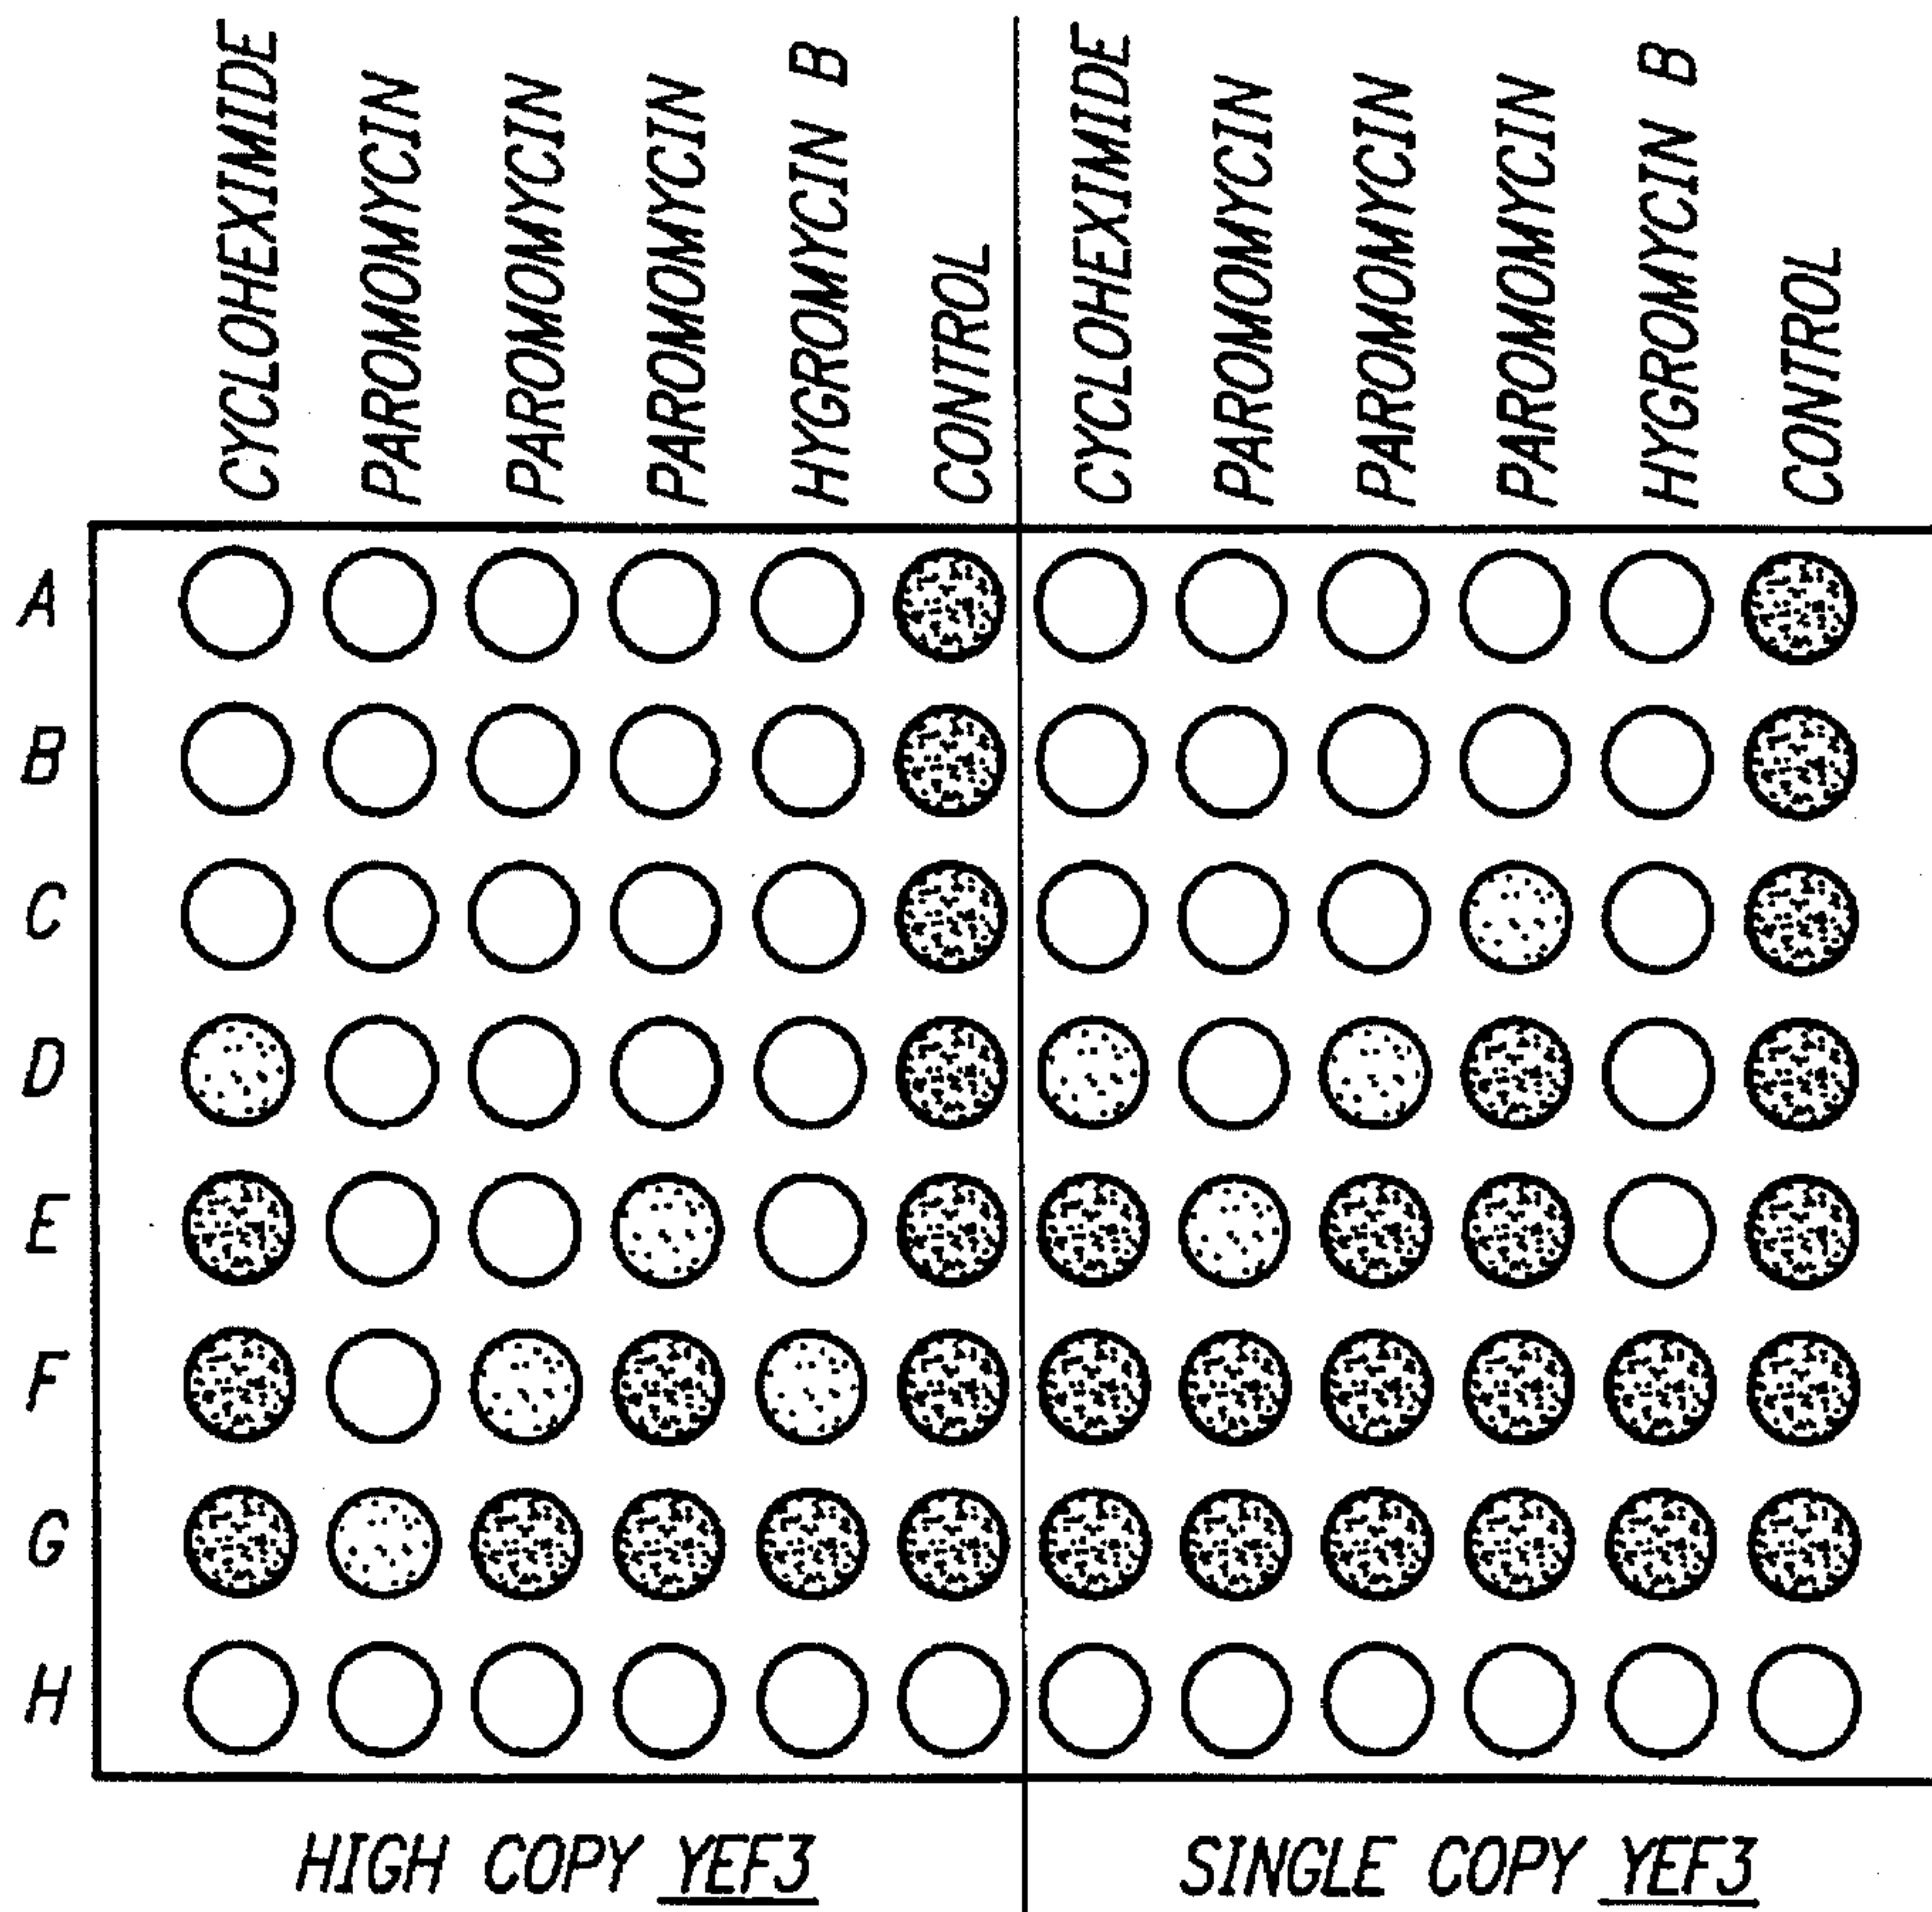 CYCLOHEXIMIDE
PAROMOMYCIN
PAROMOMYCIN
PAROMOMYCIN
HYGROMYCIN B
CONTROL
CYCLOHEXIMIDE
PAROMOMYCIN
PAROMOMYCIN
PAROMOMYCIN
HYGROMYCIN B
CONTROL
A
B
C
D
E
F
G
H
HIGH COPY YEF3
SINGLE COPY YEF3